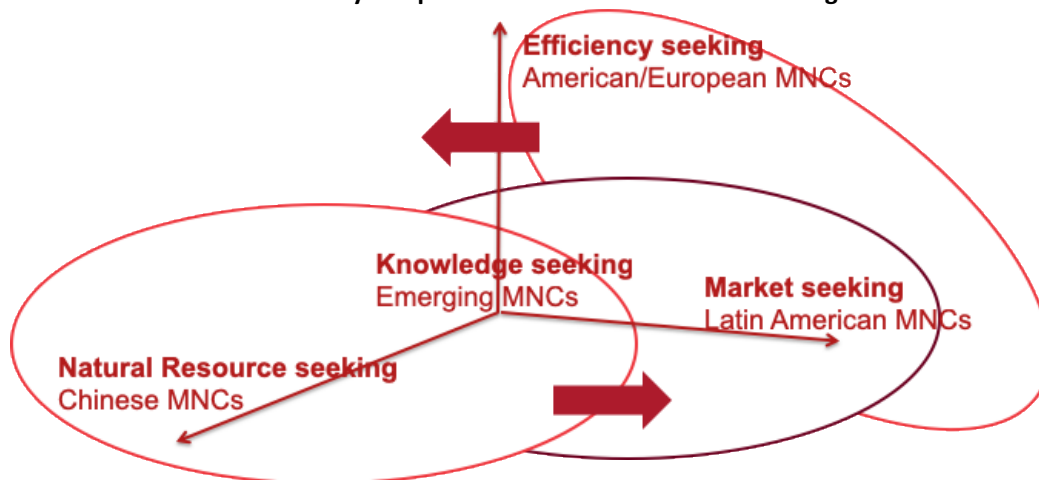 Efficiency seeking
American/European MNCs
Knowledge seeking
Emerging MNCs
Market seeking
Latin American MNCs
Natural Resource seeking
Chinese MNCs